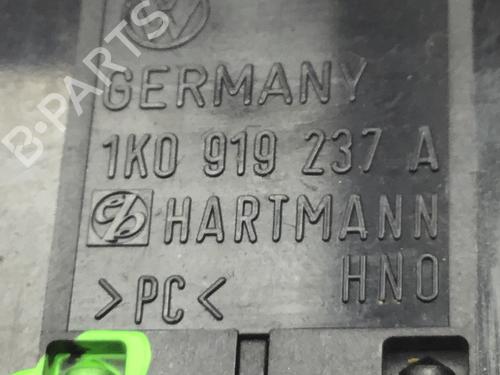 B-PARTS
GERMANY
1K0 919 237 A
HARTMANN
HNO
>PC<